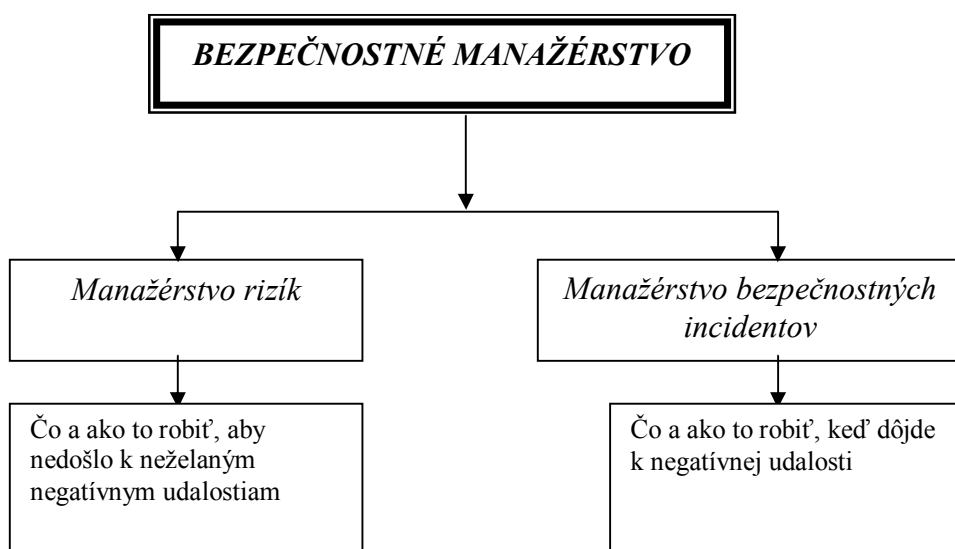 BEZPEČNOSTNÉ MANAŽÉRSTVO
Manažérstvo rizík
Manažérstvo bezpečnostných
incidentov
Čo a ako to robiť, aby
nedošlo k neželaným
negatívnym udalostiam
Čo a ako to robiť, keď dôjde
k negatívnej udalosti